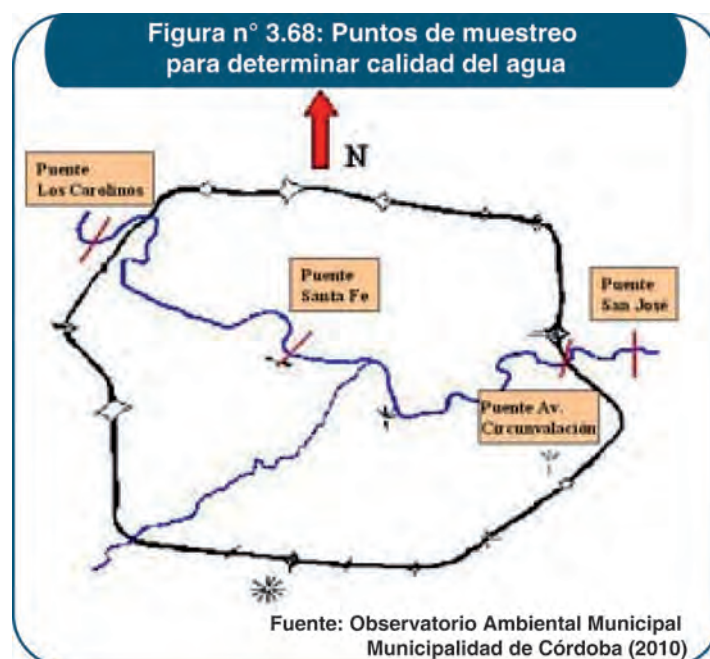 Figura n° 3.68: Puntos de muestreo
para determinar calidad del agua
N
Puente
Los Carolinos
Puente
Santa Fe
Puente
San José
Puente Av.
Circunvalación
Fuente: Observatorio Ambiental Municipal
Municipalidad de Córdoba (2010)